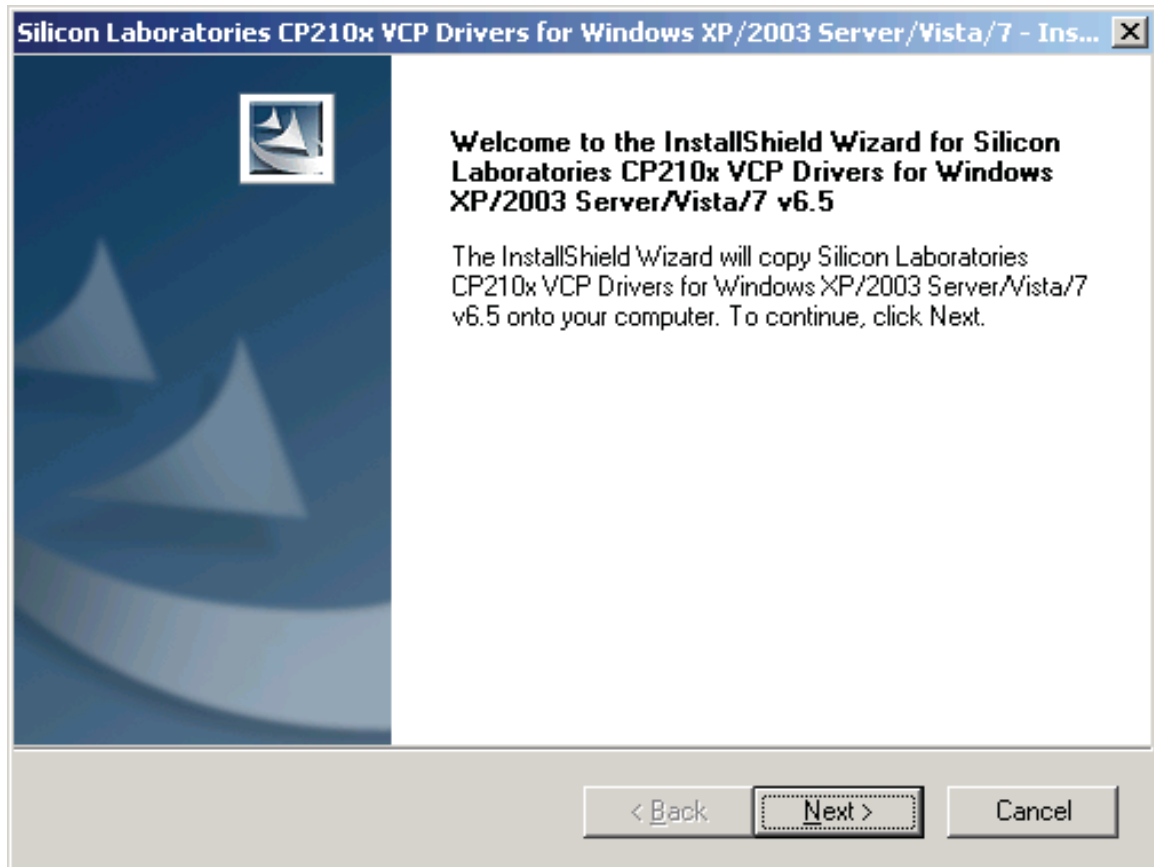 Silicon Laboratories CP210x VCP Drivers for Windows XP/2003 Server/Vista/7 - Ins...
Welcome to the InstallShield Wizard for Silicon
Laboratories CP210x VCP Drivers for Windows
XP/2003 Server/Vista/7 v6.5
The InstallShield Wizard will copy Silicon Laboratories
CP210x VCP Drivers for Windows XP/2003 Server/Vista/7
v6.5 onto your computer. To continue, click Next.
< Back Next > Cancel